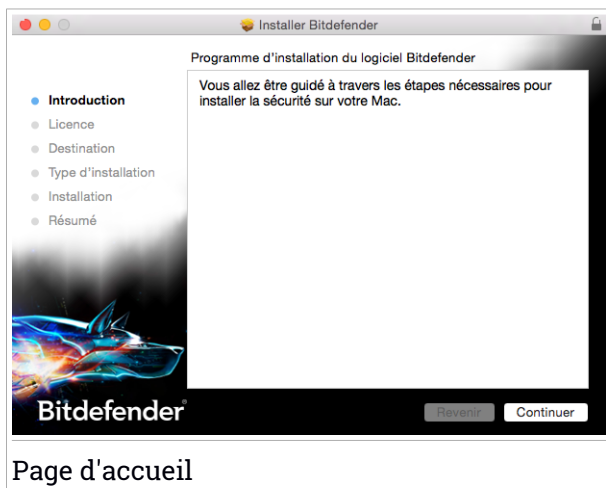 Installer Bitdefender
Programme d'installation du logiciel Bitdefender
Vous allez être guidé à travers les étapes nécessaires pour
installer la sécurité sur votre Mac.
Introduction
Licence
Destination
Type d'installation
Installation
Résumé
Bitdefender®
Revenir
Continuer
Page d'accueil